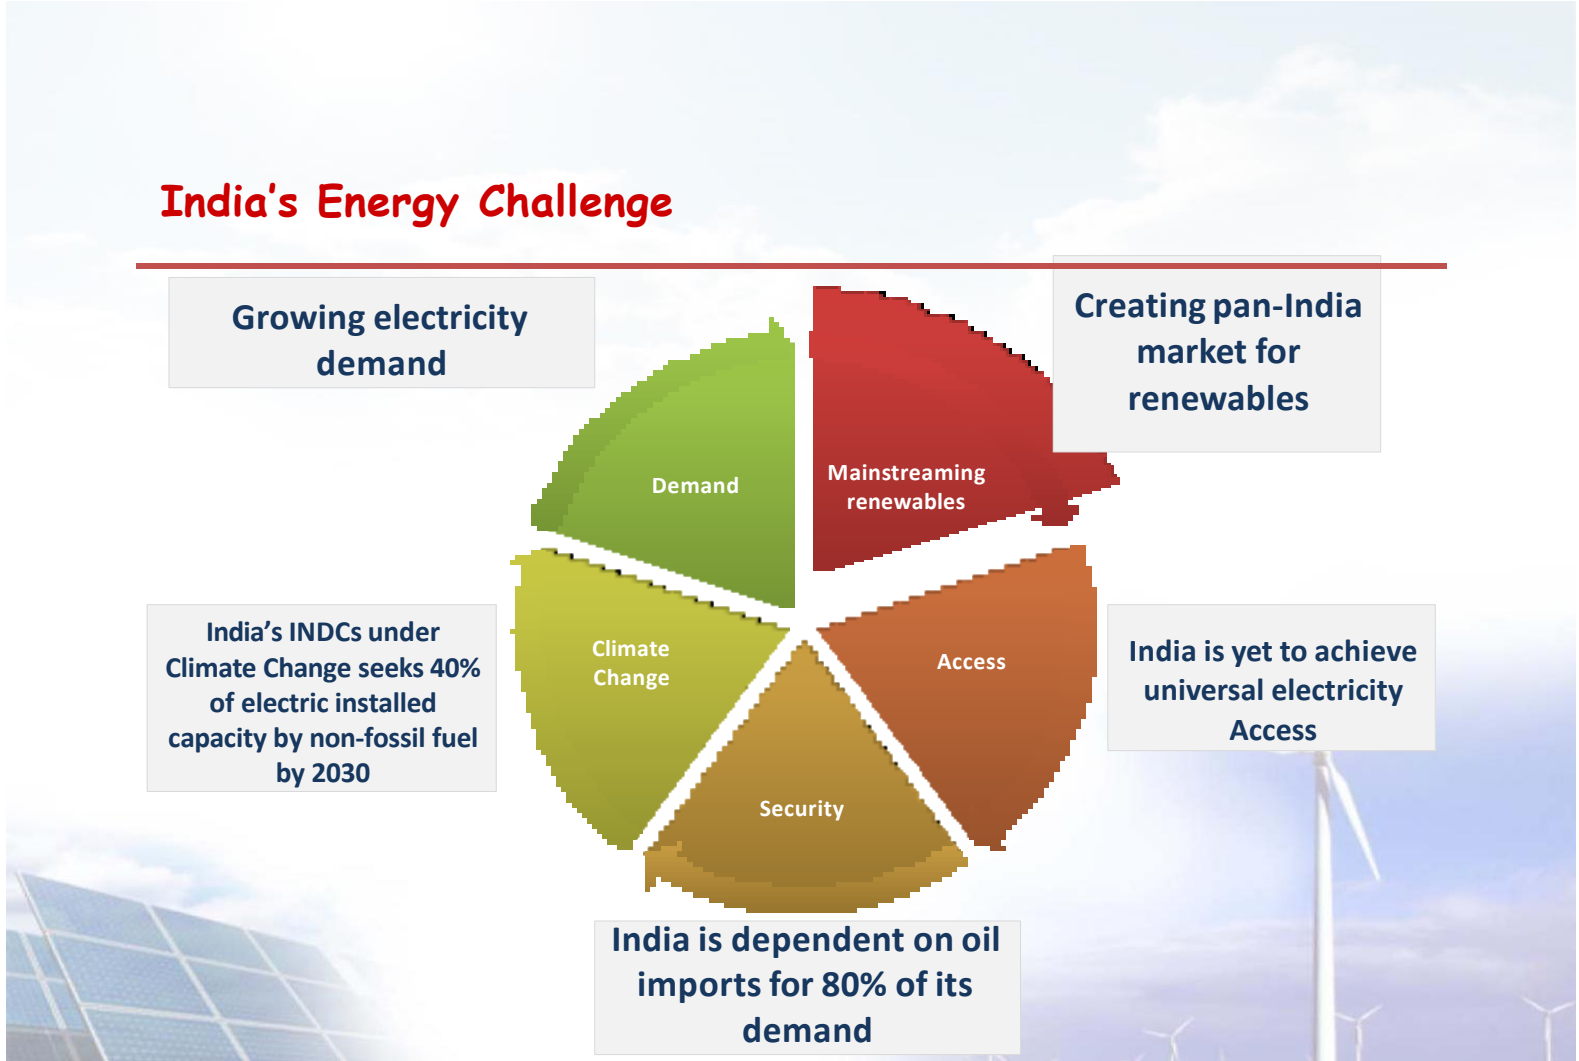 India's Energy Challenge
Growing electricity
demand
Creating pan-India
market for
renewables
Demand
Mainstreaming
renewables
India’s INDCs under
Climate Change seeks 40%
of electric installed
capacity by non-fossil fuel
by 2030
Climate
Change
Access
India is yet to achieve
universal electricity
Access
Security
India is dependent on oil
imports for 80% of its
demand